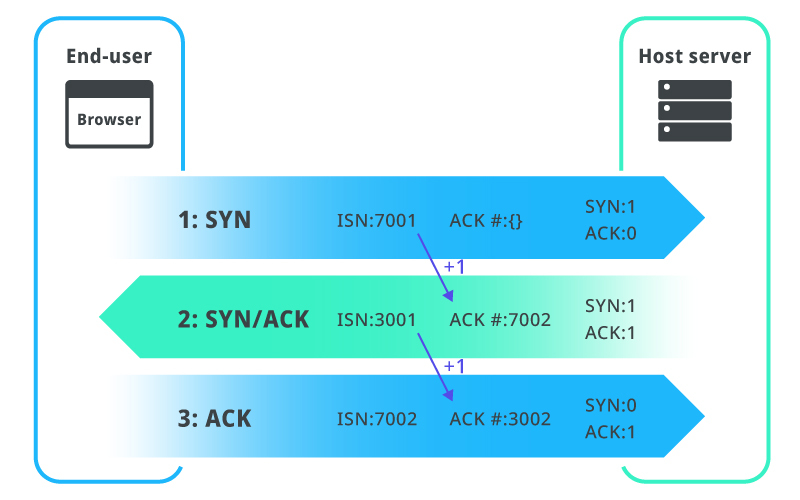 End-user
Browser
Host server
1: SYN
ISN:7001
ACK #:{}
SYN:1
ACK:0
+1
2: SYN/ACK
ISN:3001
ACK #:7002
SYN:1
ACK:1
+1
3: ACK
ISN:7002
ACK #:3002
SYN:0
ACK:1